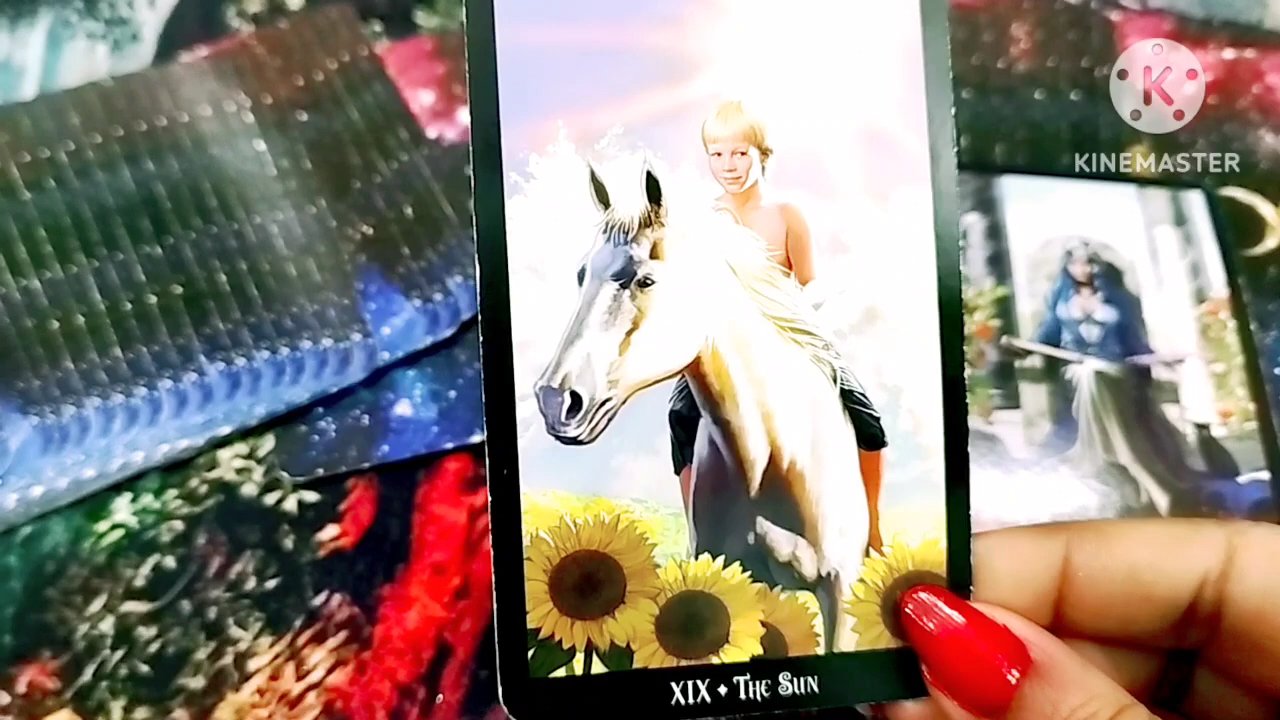 K
KINEMASTER
XIX ♦ The Sun